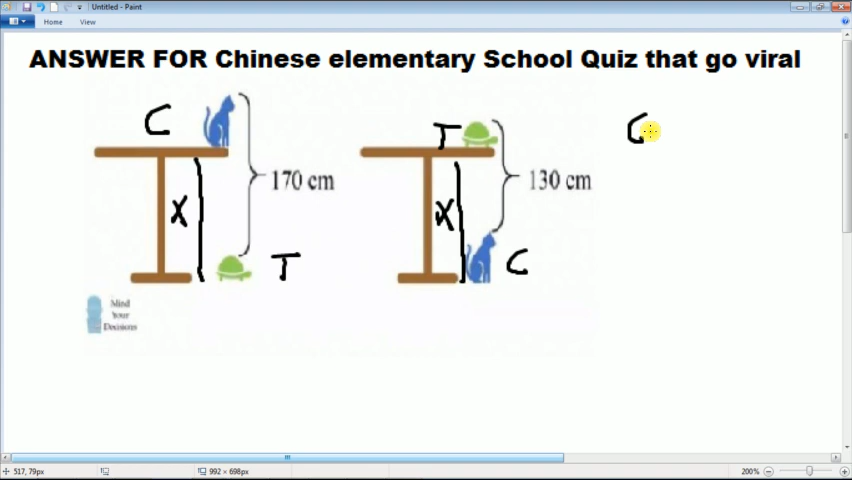 Untitled - Paint
Home View
ANSWER FOR Chinese elementary School Quiz that go viral
C
T
C
170 cm
130 cm
X
X
T
C
Mind
Your
Decisions
517, 79px
992 × 698px
200%